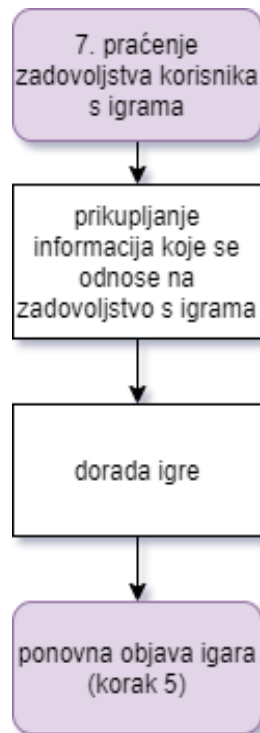 7. praćenje
zadovoljstva korisnika
s igrama
prikupljanje
informacija koje se
odnose na
zadovoljstvo s igrama
dorada igre
ponovna objava igara
(korak 5)